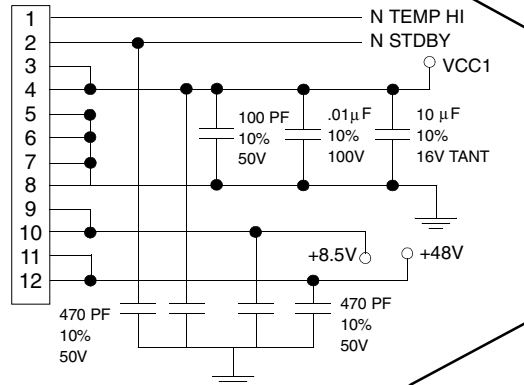 1
N TEMP HI
2
N STDBY
3
VCC1
4
5
6
7
8
100 PF
10%
50V
.01µF
10%
100V
10 µF
10%
16V TANT
9
10
11
12
+8.5V
+48V
470 PF
10%
50V
470 PF
10%
50V